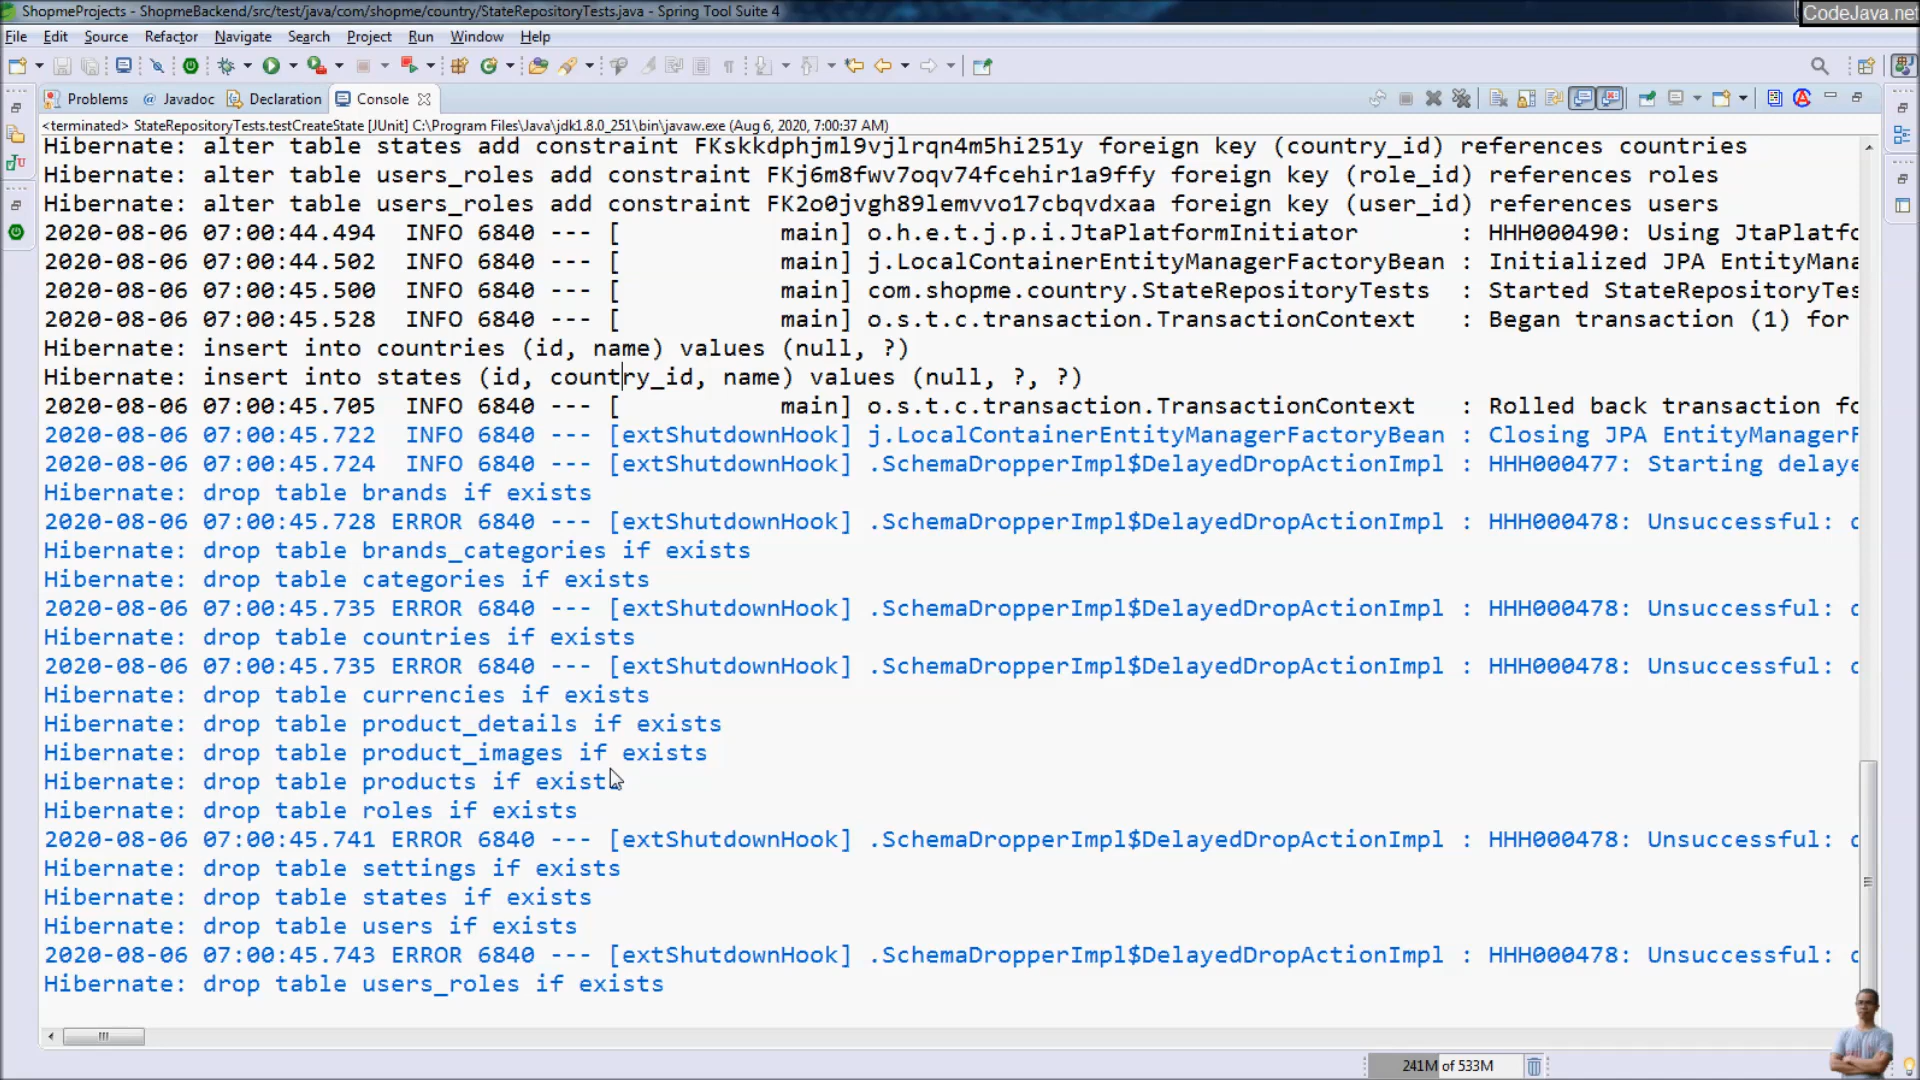 ShopmeProjects - ShopmeBackend/src/test/java/com/shopme/country/StateRepositoryTests.java - Spring Tool Suite 4
CodeJava.net
File Edit Source Refactor Navigate Search Project Run Window Help
Problems Javadoc Declaration Console
<terminated> StateRepositoryTests.testCreateState [JUnit] C:\Program Files\Java\jdk1.8.0_251\bin\javaw.exe (Aug 6, 2020, 7:00:37 AM)
Hibernate: alter table states add constraint FKskkdphjml9vjlrqn4m5hi251y foreign key (country_id) references countries
Hibernate: alter table users_roles add constraint FKj6m8fwv7oqv74fcehir1a9ffy foreign key (role_id) references roles
Hibernate: alter table users_roles add constraint FK2o0jvgh89lemvvo17cbqvdxaa foreign key (user_id) references users
2020-08-06 07:00:44.494  INFO 6840 --- [           main] o.h.e.t.j.p.i.JtaPlatformInitiator       : HHH000490: Using JtaPlatfo
2020-08-06 07:00:44.502  INFO 6840 --- [           main] j.LocalContainerEntityManagerFactoryBean : Initialized JPA EntityMana
2020-08-06 07:00:45.500  INFO 6840 --- [           main] com.shopme.country.StateRepositoryTests  : Started StateRepositoryTes
2020-08-06 07:00:45.528  INFO 6840 --- [           main] o.s.t.c.transaction.TransactionContext   : Began transaction (1) for
Hibernate: insert into countries (id, name) values (null, ?)
Hibernate: insert into states (id, country_id, name) values (null, ?, ?)
2020-08-06 07:00:45.705  INFO 6840 --- [           main] o.s.t.c.transaction.TransactionContext   : Rolled back transaction fo
2020-08-06 07:00:45.722  INFO 6840 --- [extShutdownHook] j.LocalContainerEntityManagerFactoryBean : Closing JPA EntityManagerF
2020-08-06 07:00:45.724  INFO 6840 --- [extShutdownHook] .SchemaDropperImpl$DelayedDropActionImpl : HHH000477: Starting delaye
Hibernate: drop table brands if exists
2020-08-06 07:00:45.728 ERROR 6840 --- [extShutdownHook] .SchemaDropperImpl$DelayedDropActionImpl : HHH000478: Unsuccessful: d
Hibernate: drop table brands_categories if exists
Hibernate: drop table categories if exists
2020-08-06 07:00:45.735 ERROR 6840 --- [extShutdownHook] .SchemaDropperImpl$DelayedDropActionImpl : HHH000478: Unsuccessful: d
Hibernate: drop table countries if exists
2020-08-06 07:00:45.735 ERROR 6840 --- [extShutdownHook] .SchemaDropperImpl$DelayedDropActionImpl : HHH000478: Unsuccessful: d
Hibernate: drop table currencies if exists
Hibernate: drop table product_details if exists
Hibernate: drop table product_images if exists
Hibernate: drop table products if exists
Hibernate: drop table roles if exists
2020-08-06 07:00:45.741 ERROR 6840 --- [extShutdownHook] .SchemaDropperImpl$DelayedDropActionImpl : HHH000478: Unsuccessful: d
Hibernate: drop table settings if exists
Hibernate: drop table states if exists
Hibernate: drop table users if exists
2020-08-06 07:00:45.743 ERROR 6840 --- [extShutdownHook] .SchemaDropperImpl$DelayedDropActionImpl : HHH000478: Unsuccessful: d
Hibernate: drop table users_roles if exists
241M of 533M